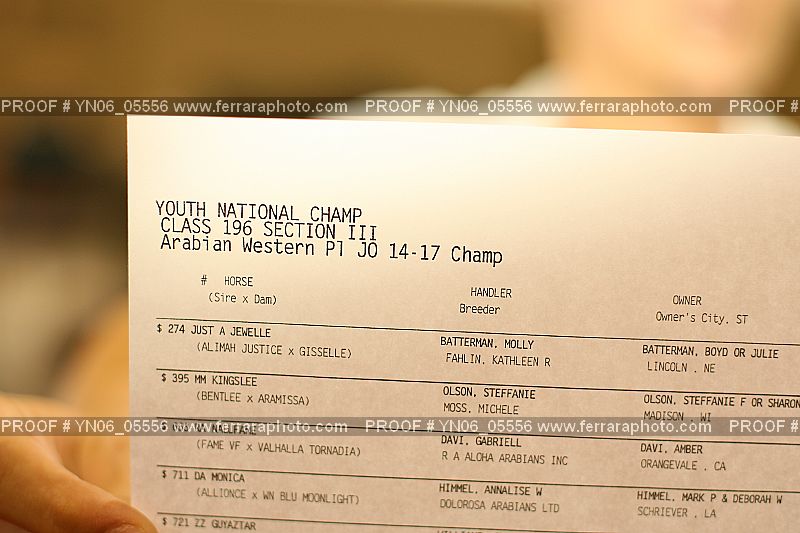 PROOF # YN06_05556 www.ferraraphoto.com PROOF # YN06_05556 www.ferraraphoto.com PROOF #
YOUTH NATIONAL CHAMP
CLASS 196 SECTION III
Arabian Western Pl JO 14-17 Champ
# HORSE HANDLER OWNER
(Sire x Dam) Breeder Owner's City, ST
$ 274 JUST A JEWELLE BATTERMAN, MOLLY BATTERMAN, BOYD OR JULIE
(ALIMAH JUSTICE x GISSELLE) FAHLIN, KATHLEEN R LINCOLN , NE
$ 395 MM KINGSLEE OLSON, STEFFANIE OLSON, STEFFANIE F OR SHARON
(BENTLEE x ARAMISSA) MOSS, MICHELE MADISON , WI
PROOF # YN06_05556 www.ferraraphoto.com PROOF # YN06_05556 www.ferraraphoto.com PROOF #
DAVI, GABRIELL DAVI, AMBER
(FAME VF x VALHALLA TORNADIA) R A ALOHA ARABIANS INC ORANGEVALE , CA
$ 711 DA MONICA HIMMEL, ANNALISE W HIMMEL, MARK P & DEBORAH W
(ALLIONCE x WN BLU MOONLIGHT) DOLOROSA ARABIANS LTD SCHRIEVER , LA
$ 721 ZZ GUYAZTAR